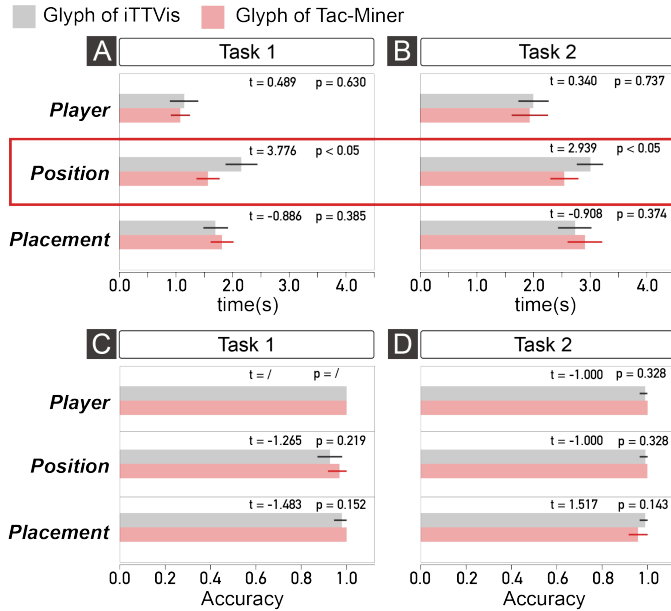 Glyph of iTTVis Glyph of Tac-Miner
A Task 1 B Task 2
t = 0.489 p = 0.630 t = 0.340 p = 0.737
Player
t = 3.776 p < 0.05 t = 2.939 p < 0.05
Position
t = -0.886 p = 0.385 t = -0.908 p = 0.374
Placement
0.0 1.0 2.0 3.0 4.0 0.0 1.0 2.0 3.0 4.0
time(s) time(s)
C Task 1 D Task 2
t = / p = / t = -1.000 p = 0.328
Player
t = -1.265 p = 0.219 t = -1.000 p = 0.328
Position
t = -1.483 p = 0.152 t = 1.517 p = 0.143
Placement
0.0 0.2 0.4 0.6 0.8 1.0 0.0 0.2 0.4 0.6 0.8 1.0
Accuracy Accuracy